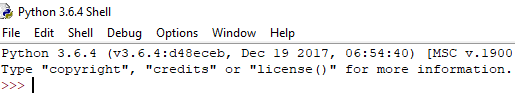 Python 3.6.4 Shell
File Edit Shell Debug Options Window Help
Python 3.6.4 (v3.6.4:d48eceb, Dec 19 2017, 06:54:40) [MSC v.1900
Type "copyright", "credits" or "license()" for more information.
>>>